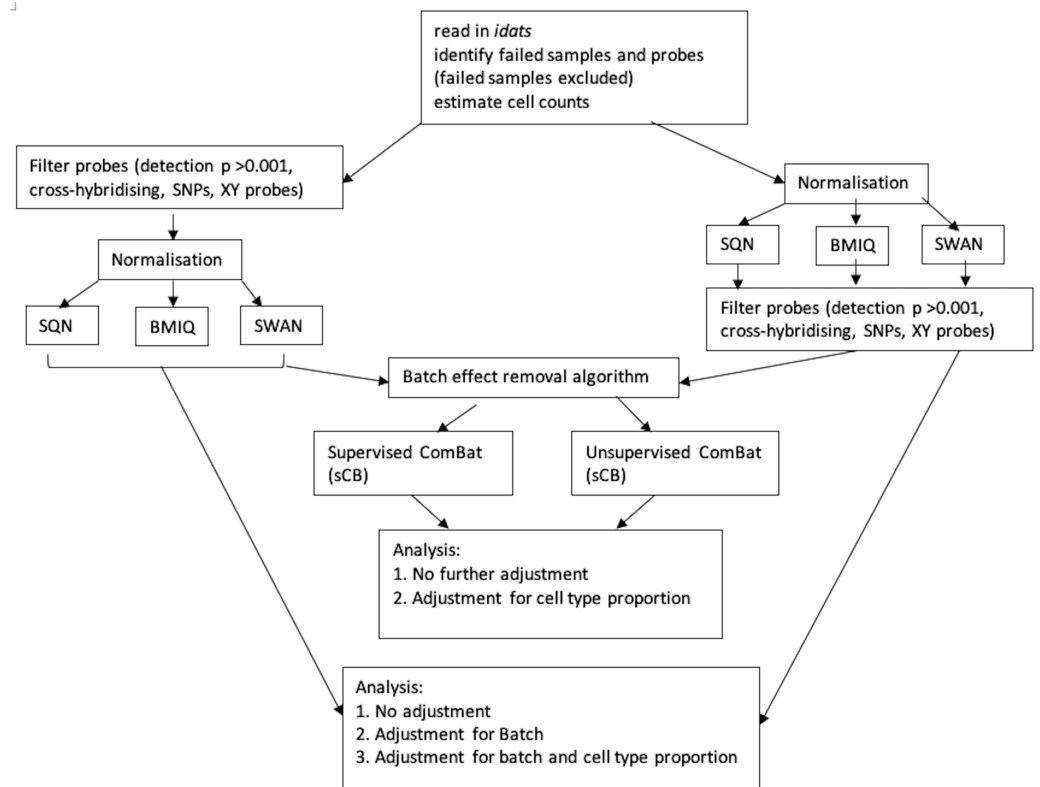 read in idats
identify failed samples and probes
(failed samples excluded)
estimate cell counts
Filter probes (detection p >0.001,
cross-hybridising, SNPs, XY probes)
Normalisation
SQN
BMIQ
SWAN
Normalisation
SQN
BMIQ
SWAN
Filter probes (detection p >0.001,
cross-hybridising, SNPs, XY probes)
Batch effect removal algorithm
Supervised ComBat
(sCB)
Unsupervised ComBat
(sCB)
Analysis:
1. No further adjustment
2. Adjustment for cell type proportion
Analysis:
1. No adjustment
2. Adjustment for Batch
3. Adjustment for batch and cell type proportion